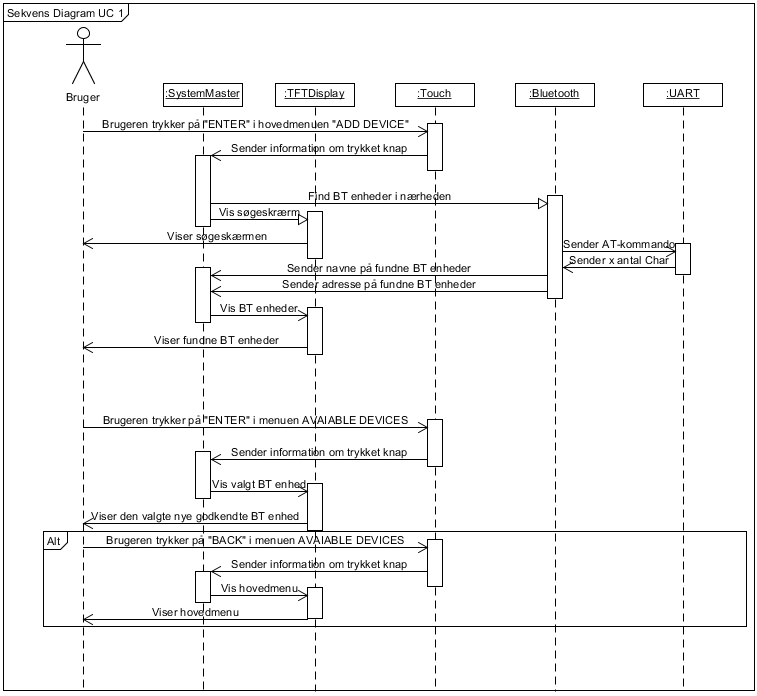 Sekvens Diagram UC 1
Bruger
:SystemMaster
:TFTDisplay
:Touch
:Bluetooth
:UART
Brugeren trykker på "ENTER" i hovedmenuen "ADD DEVICE"
Sender information om trykket knap
Find BT enheder i nærheden
Vis søgeskrærm
Viser søgeskærmen
Sender AT-kommando
Sender x antal Char
Sender navne på fundne BT enheder
Sender adresse på fundne BT enheder
Vis BT enheder
Viser fundne BT enheder
Brugeren trykker på "ENTER" i menuen AVAIABLE DEVICES
Sender information om trykket knap
Vis valgt BT enhed
Viser den valgte nye godkendte BT enhed
Alt
Brugeren trykker på "BACK" i menuen AVAIABLE DEVICES
Sender information om trykket knap
Vis hovedmenu
Viser hovedmenu